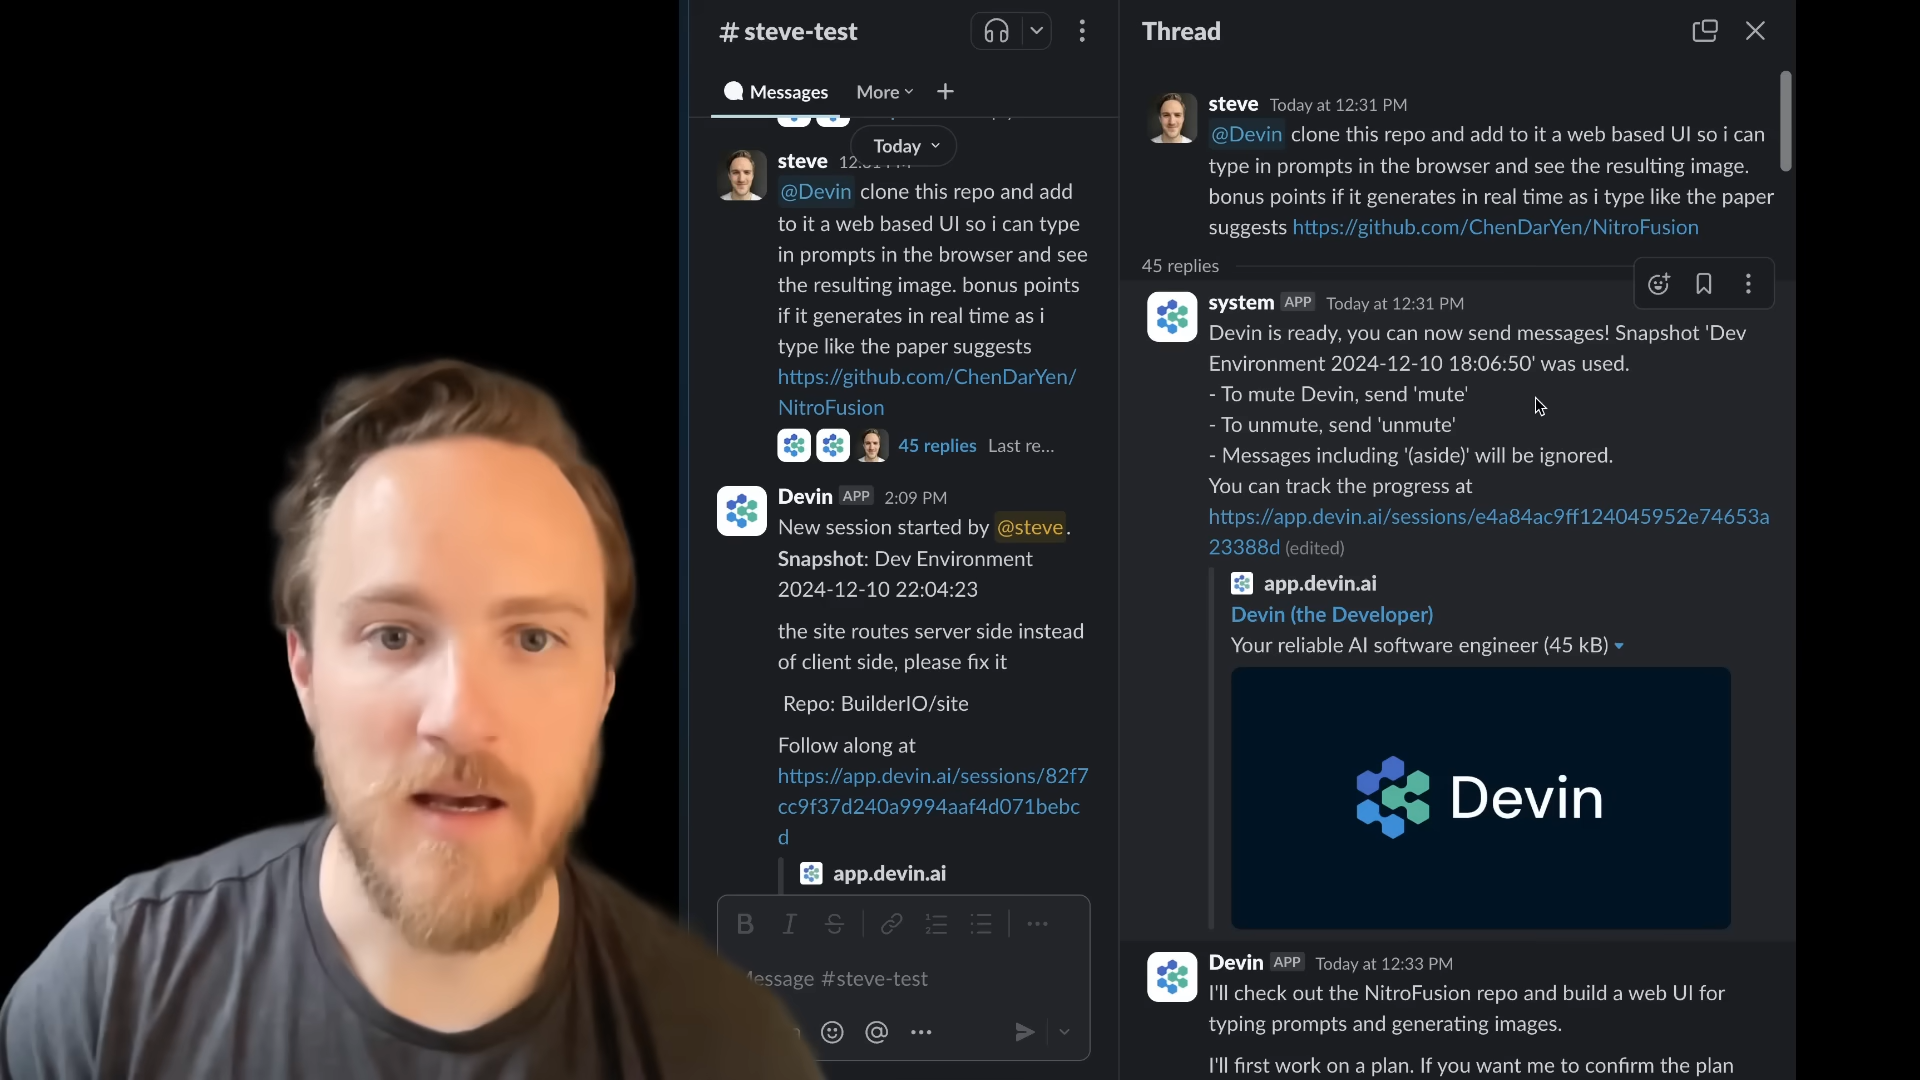 # steve-test
Messages
More
Today
steve
@Devin clone this repo and add
to it a web based UI so i can type
in prompts in the browser and see
the resulting image. bonus points
if it generates in real time as i
type like the paper suggests
https://github.com/ChenDarYen/
NitroFusion
45 replies Last re...
Devin APP 2:09 PM
New session started by @steve.
Snapshot: Dev Environment
2024-12-10 22:04:23
the site routes server side instead
of client side, please fix it
Repo: BuilderIO/site
Follow along at
https://app.devin.ai/sessions/82f7
cc9f37d240a9994aaf4d071bebc
d
app.devin.ai
Message #steve-test
Thread
steve Today at 12:31 PM
@Devin clone this repo and add to it a web based UI so i can
type in prompts in the browser and see the resulting image.
bonus points if it generates in real time as i type like the paper
suggests https://github.com/ChenDarYen/NitroFusion
45 replies
system APP Today at 12:31 PM
Devin is ready, you can now send messages! Snapshot 'Dev
Environment 2024-12-10 18:06:50' was used.
- To mute Devin, send 'mute'
- To unmute, send 'unmute'
- Messages including '(aside)' will be ignored.
You can track the progress at
https://app.devin.ai/sessions/e4a84ac9ff124045952e74653a
23388d (edited)
app.devin.ai
Devin (the Developer)
Your reliable AI software engineer (45 kB)
Devin
Devin APP Today at 12:33 PM
I'll check out the NitroFusion repo and build a web UI for
typing prompts and generating images.
I'll first work on a plan. If you want me to confirm the plan